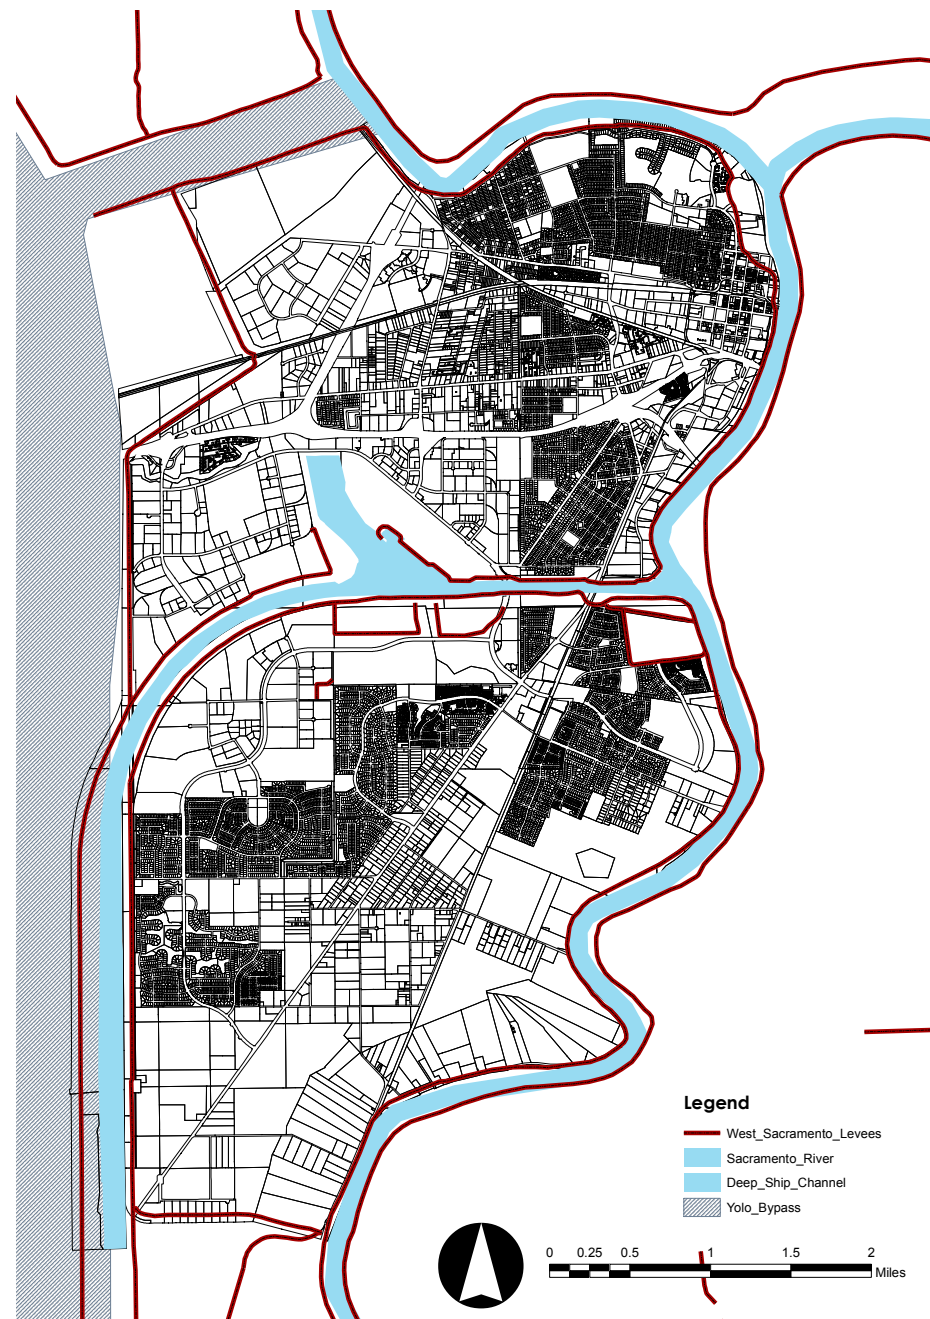 Legend
West_Sacramento_Levees
Sacramento_River
Deep_Ship_Channel
Yolo_Bypass
0 0.25 0.5 1 1.5 2
Miles